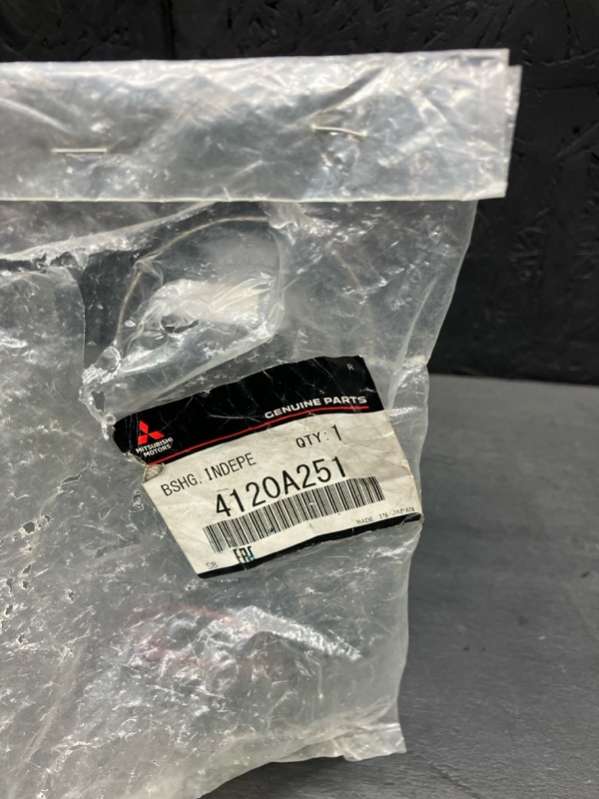 GENUINE PARTS
MITSUBISHI
MOTORS
BSHG. INDEPE QTY: 1
4120A251
MADE IN JAPAN